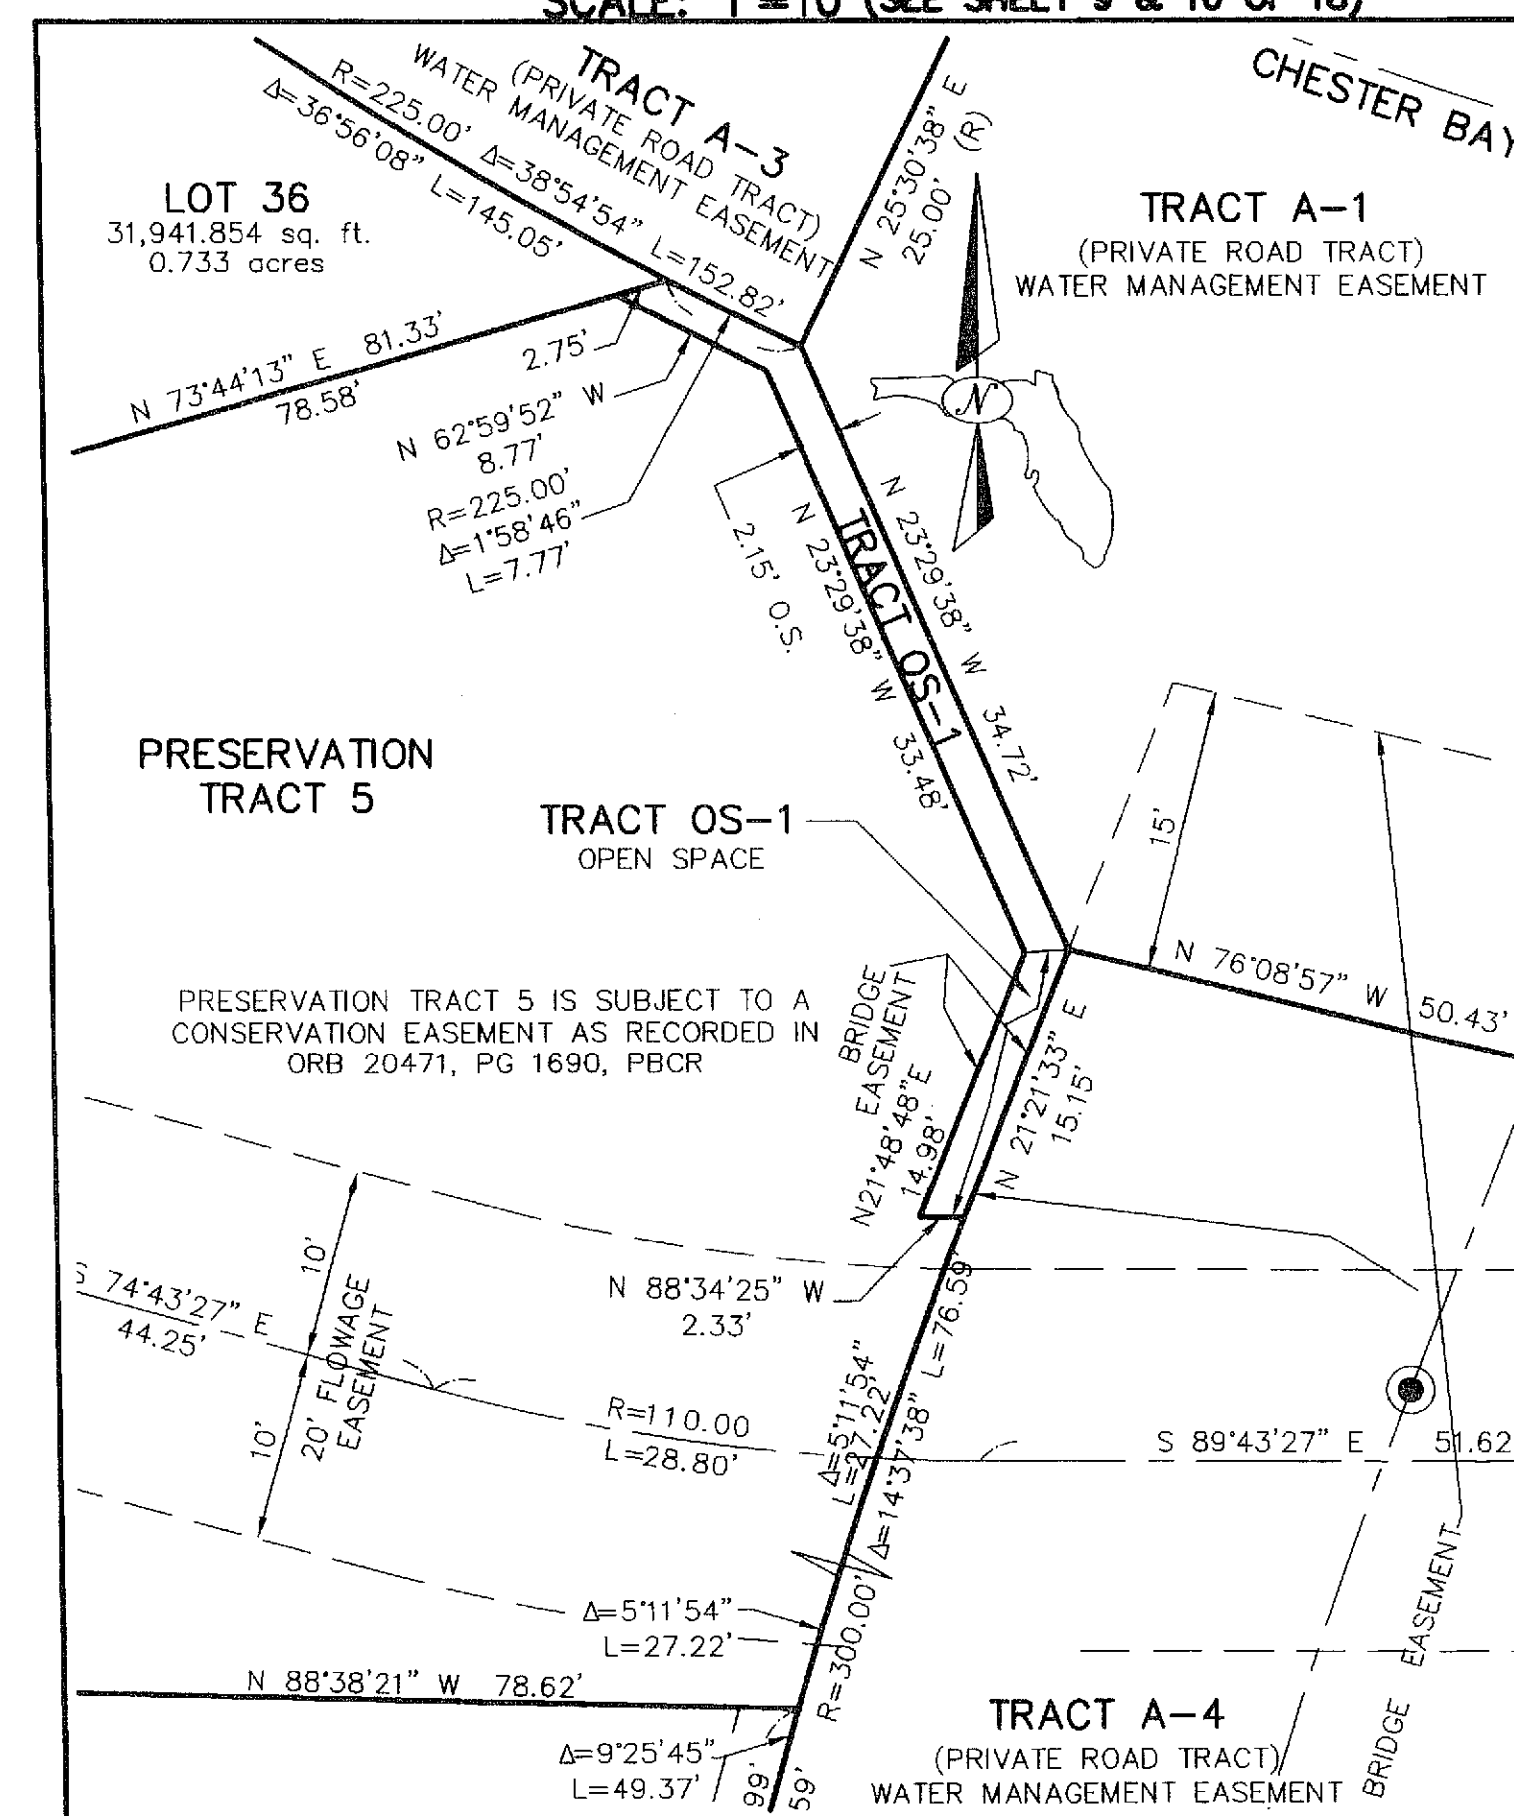 SCALE: 1"=10' (SEE SHEET 9 & 10 OF 18)
TRACT A-3
(PRIVATE ROAD TRACT)
WATER MANAGEMENT EASEMENT
R=225.00' Δ=38°54'54" L=152.82'
Δ=36°56'08" L=145.05'
N 25°30'38" E (R)
25.00'
CHESTER BAY
LOT 36
31,941.854 sq. ft.
0.733 acres
TRACT A-1
(PRIVATE ROAD TRACT)
WATER MANAGEMENT EASEMENT
N 73°44'13" E 81.33'
78.58'
2.75'
N
N 62°59'52" W
8.77'
R=225.00'
Δ=1°58'46"
L=7.77'
2.15' O.S.
N 23°29'38" W 33.48'
TRACT OS-1
N 23°29'38" W 34.72'
PRESERVATION
TRACT 5
TRACT OS-1
OPEN SPACE
15'
N 76°08'57" W 50.43'
PRESERVATION TRACT 5 IS SUBJECT TO A
CONSERVATION EASEMENT AS RECORDED IN
ORB 20471, PG 1690, PBCR
BRIDGE
EASEMENT
N21°48'48"E
14.98'
N 21°21'33" E
15.15'
N 88°34'25" W
2.33'
S 74°43'27" E
44.25'
10'
10'
20' FLOWAGE
EASEMENT
R=110.00
L=28.80'
Δ=5°11'54"
L=27.22'
R=300.00' Δ=14°37'38" L=76.59'
S 89°43'27" E 51.62
Δ=5°11'54"
L=27.22'
N 88°38'21" W 78.62'
Δ=9°25'45"
L=49.37'
99'
59'
TRACT A-4
(PRIVATE ROAD TRACT)
WATER MANAGEMENT EASEMENT
BRIDGE EASEMENT